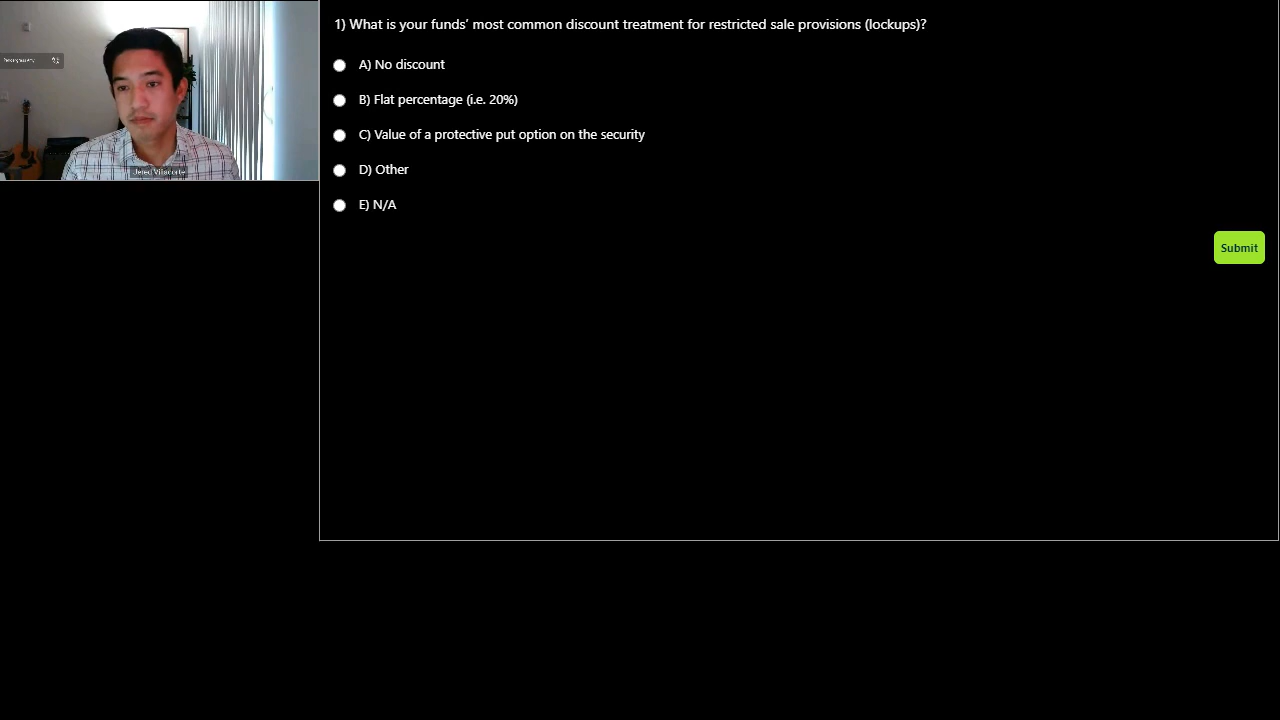 1) What is your funds' most common discount treatment for restricted sale provisions (lockups)?
A) No discount
B) Flat percentage (i.e. 20%)
C) Value of a protective put option on the security
D) Other
E) N/A
Submit